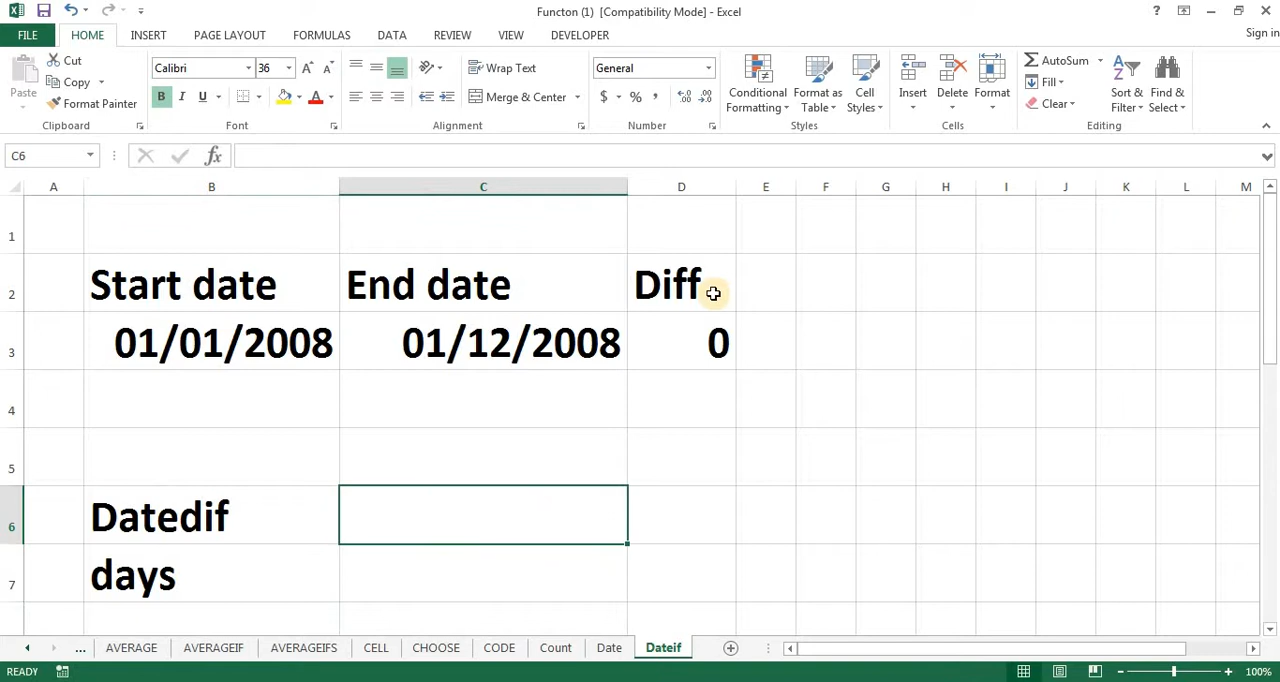 Functon (1) [Compatibility Mode] - Excel
Sign in
FILE HOME INSERT PAGE LAYOUT FORMULAS DATA REVIEW VIEW DEVELOPER
Paste
Cut
Copy
Format Painter
Clipboard
Calibri 36
B I U
Font
Wrap Text
Merge & Center
Alignment
General
$ % ,
Number
Conditional Formatting
Format as Table
Cell Styles
Styles
Insert
Delete
Format
Cells
AutoSum
Fill
Clear
Sort & Filter
Find & Select
Editing
C6
fx
A B C D E F G H I J K L M
1
2 Start date End date Diff
3 01/01/2008 01/12/2008 0
4
5
6 Datedif
7 days
... AVERAGE AVERAGEIF AVERAGEIFS CELL CHOOSE CODE Count Date Dateif
READY
100%